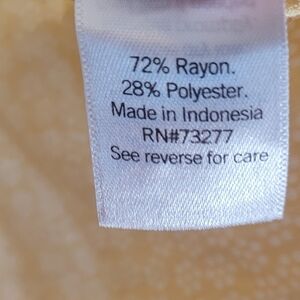 72% Rayon.
28% Polyester.
Made in Indonesia
RN#73277
See reverse for care